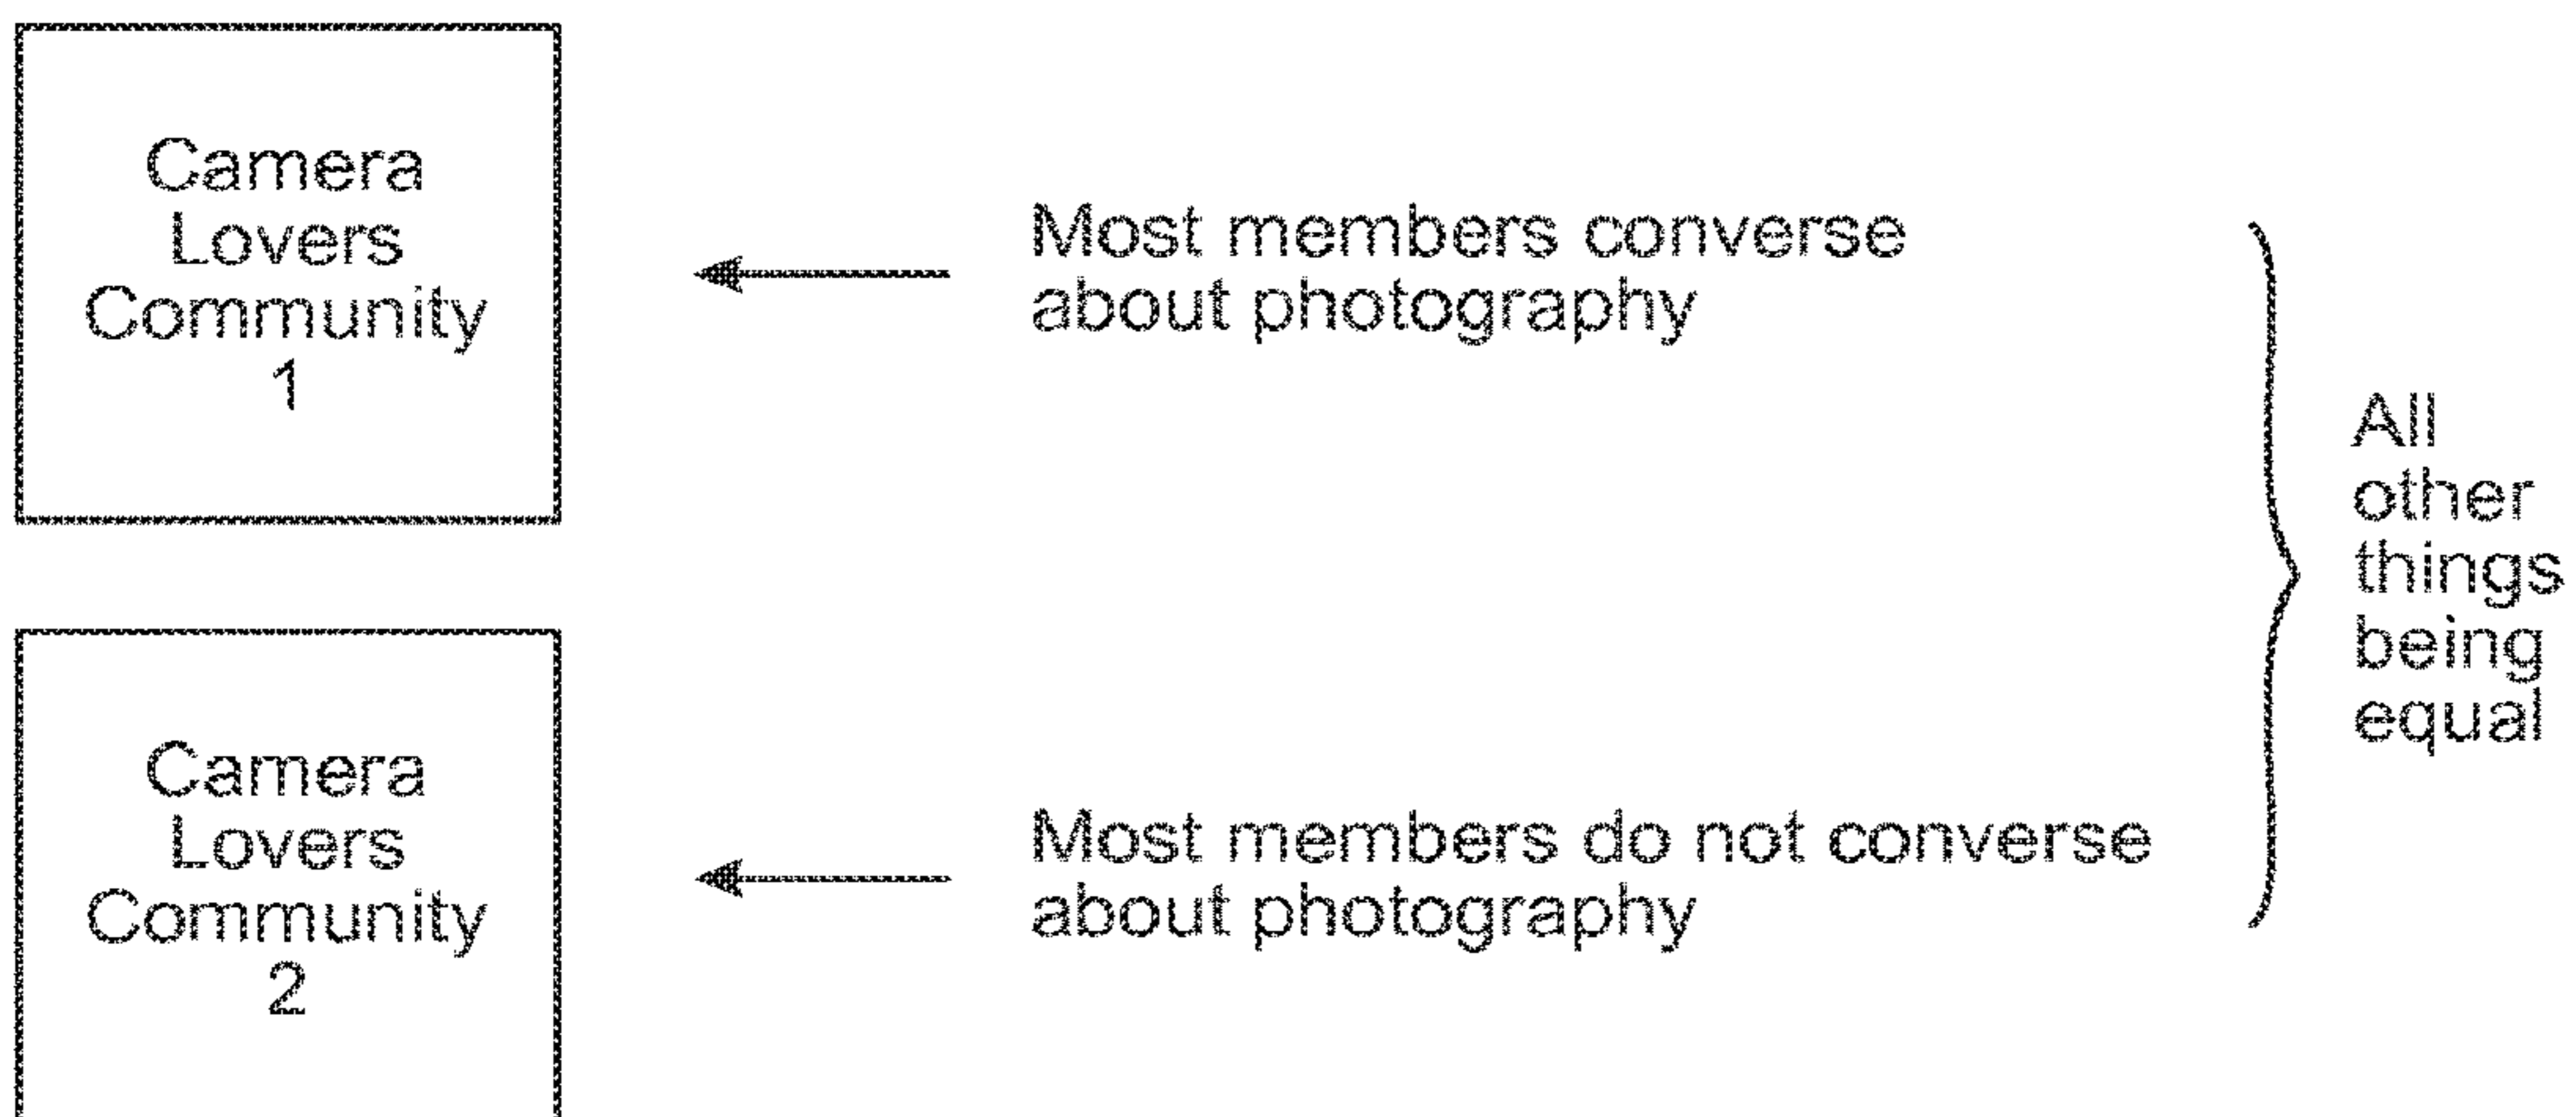 Camera
Lovers
Community
1
Most members converse
about photography
All
other
things
being
equal
Camera
Lovers
Community
2
Most members do not converse
about photography